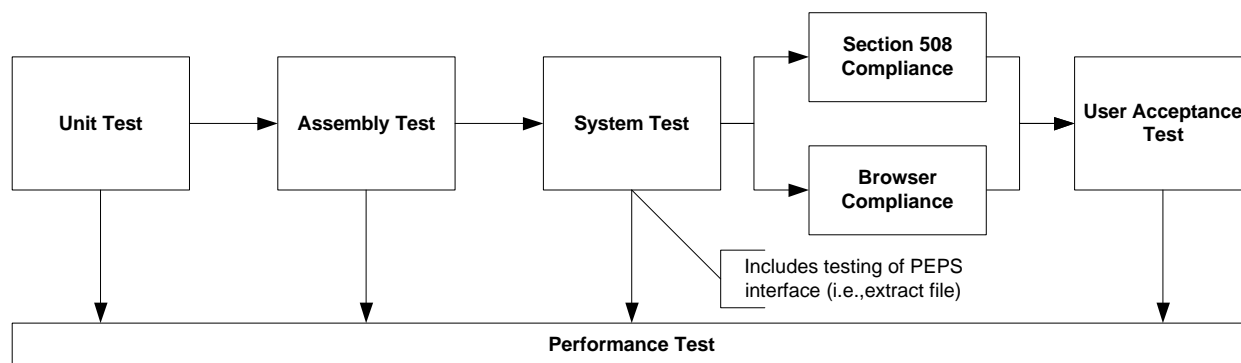 Unit Test
Assembly Test
System Test
Section 508
Compliance
Browser
Compliance
User Acceptance
Test
Includes testing of PEPS
interface (i.e.,extract file)
Performance Test